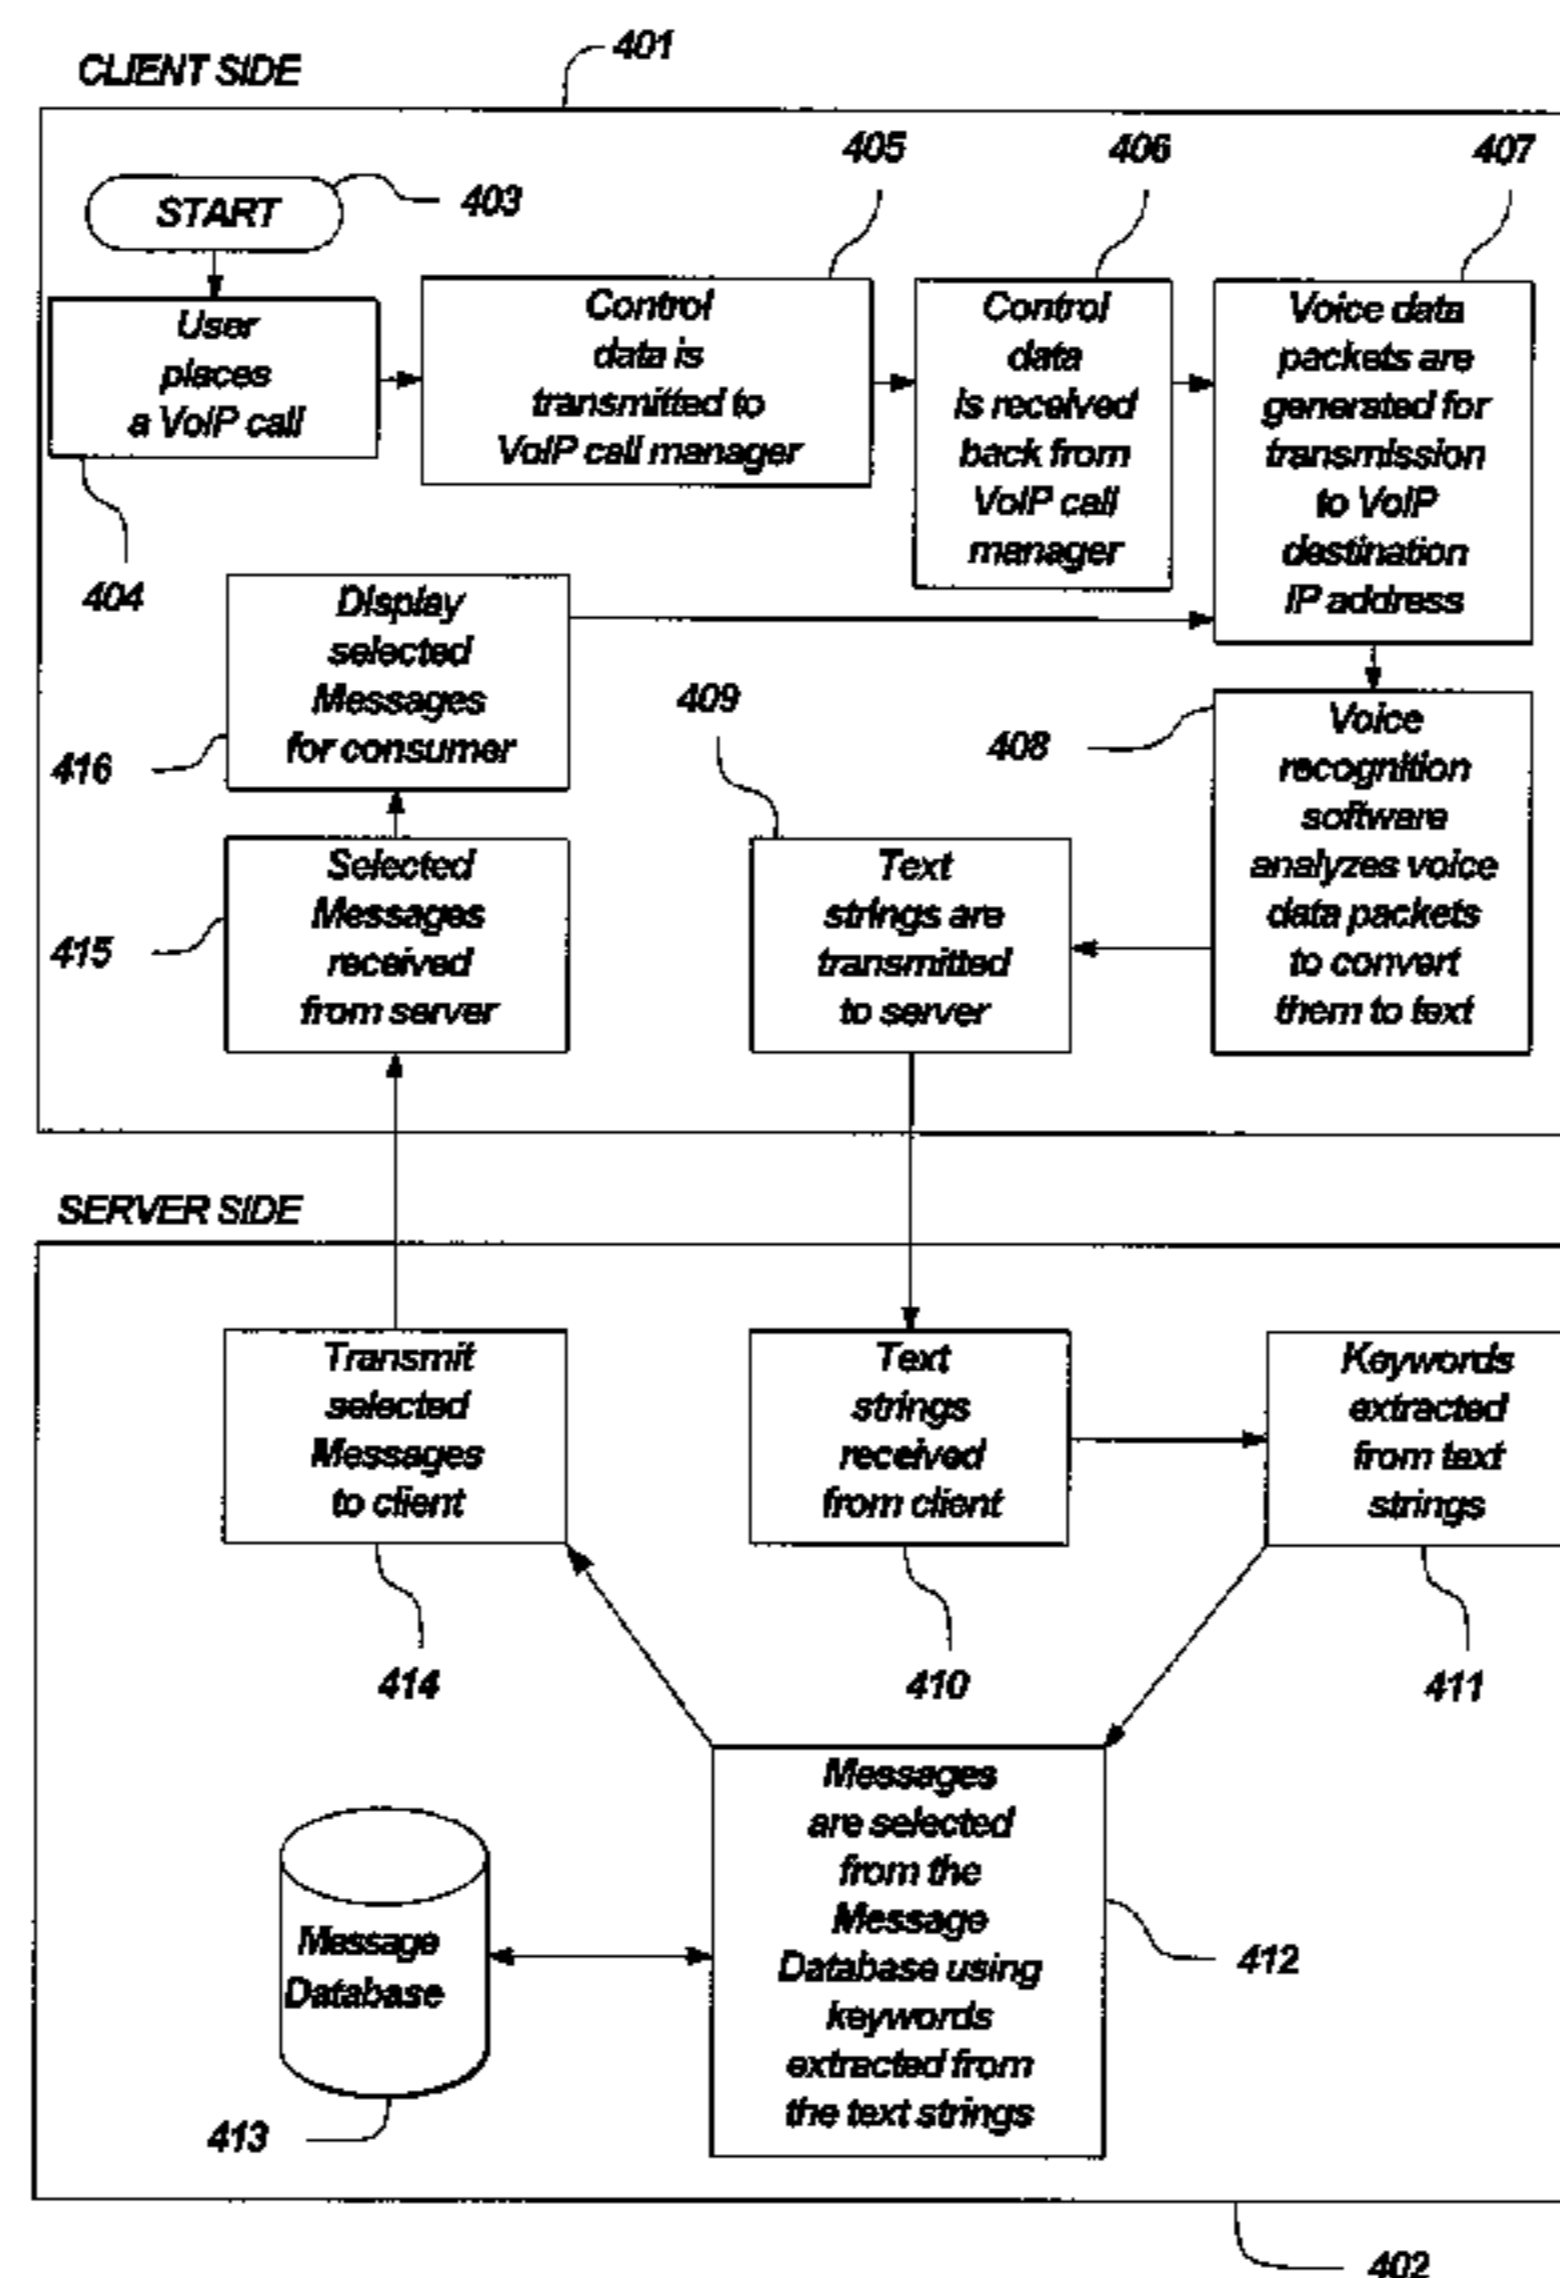 CLIENT SIDE
401
START
403
405
406
407
User
places
a VoIP call
404
Control
data is
transmitted to
VoIP call manager
Control
data
is received
back from
VoIP call
manager
Voice data
packets are
generated for
transmission
to VoIP
destination
IP address
Display
selected
Messages
for consumer
416
409
408
Voice
recognition
software
analyzes voice
data packets
to convert
them to text
Selected
Messages
received
from server
415
Text
strings are
transmitted
to server
SERVER SIDE
Transmit
selected
Messages
to client
414
Text
strings
received
from client
410
Keywords
extracted
from text
strings
411
Messages
are selected
from the
Message
Database using
keywords
extracted from
the text strings
412
Message
Database
413
402